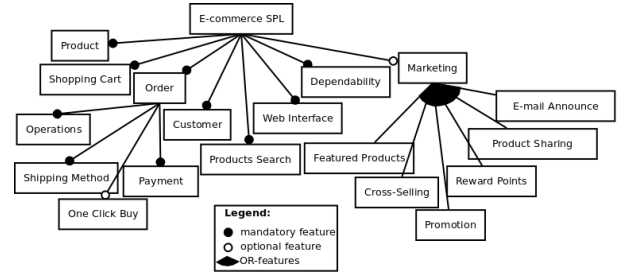 E-commerce SPL
Product
Shopping Cart
Order
Operations
Shipping Method
One Click Buy
Payment
Customer
Products Search
Web Interface
Dependability
Marketing
E-mail Announce
Product Sharing
Featured Products
Cross-Selling
Reward Points
Promotion
Legend:
mandatory feature
optional feature
OR-features